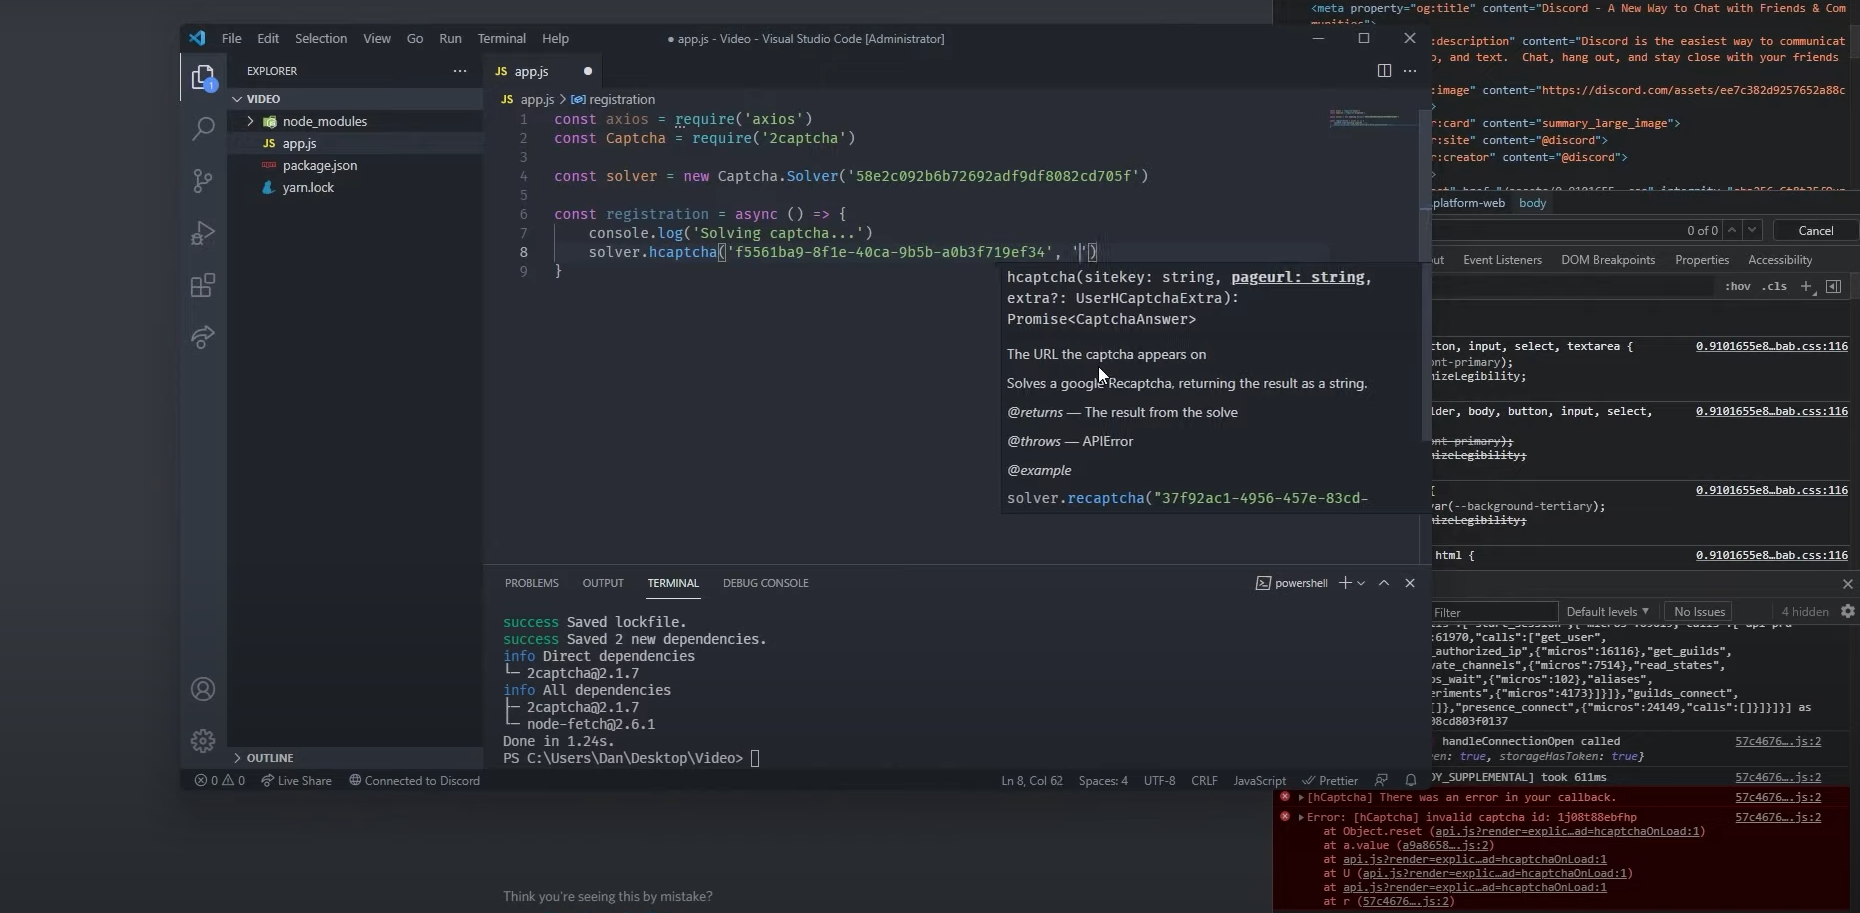 File Edit Selection View Go Run Terminal Help
● app.js - Video - Visual Studio Code [Administrator]
EXPLORER
VIDEO
node_modules
JS app.js
package.json
yarn.lock
OUTLINE
JS app.js ●
JS app.js > registration
1 const axios = require('axios')
2 const Captcha = require('2captcha')
3
4 const solver = new Captcha.Solver('58e2c092b6b72692adf9df8082cd705f')
5
6 const registration = async () => {
7 console.log('Solving captcha...')
8 solver.hcaptcha('f5561ba9-8f1e-40ca-9b5b-a0b3f719ef34', '')
9 }
hcaptcha(sitekey: string, pageurl: string,
extra?: UserHCaptchaExtra):
Promise<CaptchaAnswer>
The URL the captcha appears on
Solves a google Recaptcha, returning the result as a string.
@returns — The result from the solve
@throws — APIError
@example
solver.recaptcha("37f92ac1-4956-457e-83cd-
PROBLEMS OUTPUT TERMINAL DEBUG CONSOLE
powershell
success Saved lockfile.
success Saved 2 new dependencies.
info Direct dependencies
└─ 2captcha@2.1.7
info All dependencies
├─ 2captcha@2.1.7
└─ node-fetch@2.6.1
Done in 1.24s.
PS C:\Users\Dan\Desktop\Video>
0 0 Live Share Connected to Discord
Ln 8, Col 62 Spaces: 4 UTF-8 CRLF JavaScript Prettier
Think you're seeing this by mistake?
<meta property="og:title" content="Discord - A New Way to Chat with Friends & Com
munities">
:description" content="Discord is the easiest way to communicat
o, and text.  Chat, hang out, and stay close with your friends
:image" content="https://discord.com/assets/ee7c382d9257652a88c
>
r:card" content="summary_large_image">
r:site" content="@discord">
r:creator" content="@discord">
platform-web body
0 of 0 Cancel
out Event Listeners DOM Breakpoints Properties Accessibility
:hov .cls +
tton, input, select, textarea { 0.9101655e8…bab.css:116
ont-primary);
mizeLegibility;
lder, body, button, input, select, 0.9101655e8…bab.css:116
ont-primary);
mizeLegibility;
{ 0.9101655e8…bab.css:116
var(--background-tertiary);
mizeLegibility;
html { 0.9101655e8…bab.css:116
Filter Default levels ▼ No Issues 4 hidden
:61970,"calls":["get_user",
_authorized_ip",{"micros":16116},"get_guilds",
vate_channels",{"micros":7514},"read_states",
os_wait",{"micros":102},"aliases",
eriments",{"micros":4173}]}],"guilds_connect",
[]},"presence_connect",{"micros":24149,"calls":[]}]}]} as
08cd803f0137
handleConnectionOpen called 57c4676….js:2
en: true, storageHasToken: true}
DY_SUPPLEMENTAL] took 611ms 57c4676….js:2
[hCaptcha] There was an error in your callback. 57c4676….js:2
Error: [hCaptcha] invalid captcha id: 1j08t88ebfhp 57c4676….js:2
at Object.reset (api.js?render=explic…ad=hcaptchaOnLoad:1)
at a.value (a9a8658….js:2)
at api.js?render=explic…ad=hcaptchaOnLoad:1
at U (api.js?render=explic…ad=hcaptchaOnLoad:1)
at api.js?render=explic…ad=hcaptchaOnLoad:1
at r (57c4676….js:2)